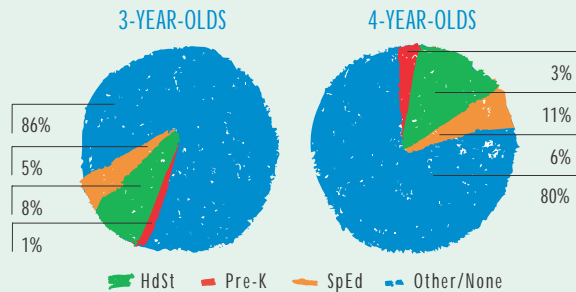 3-YEAR-OLDS
86%
5%
8%
1%
4-YEAR-OLDS
3%
11%
6%
80%
HdSt Pre-K SpEd Other/None